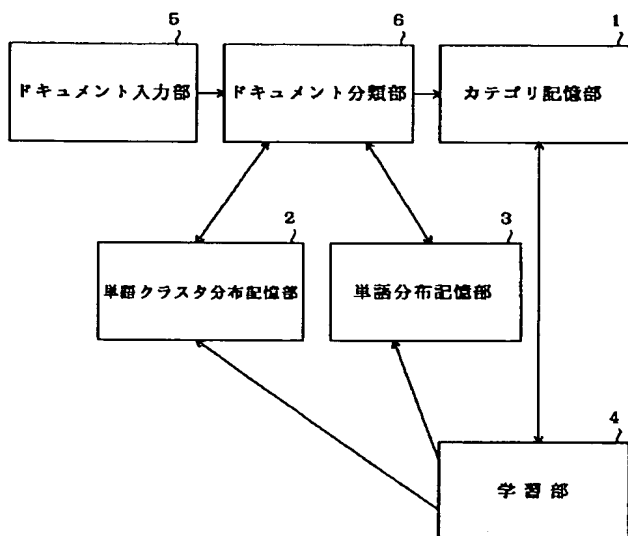 5
ドキュメント入力部
6
ドキュメント分類部
1
カテゴリ記憶部
2
単語クラスタ分布記憶部
3
単語分布記憶部
4
学習部